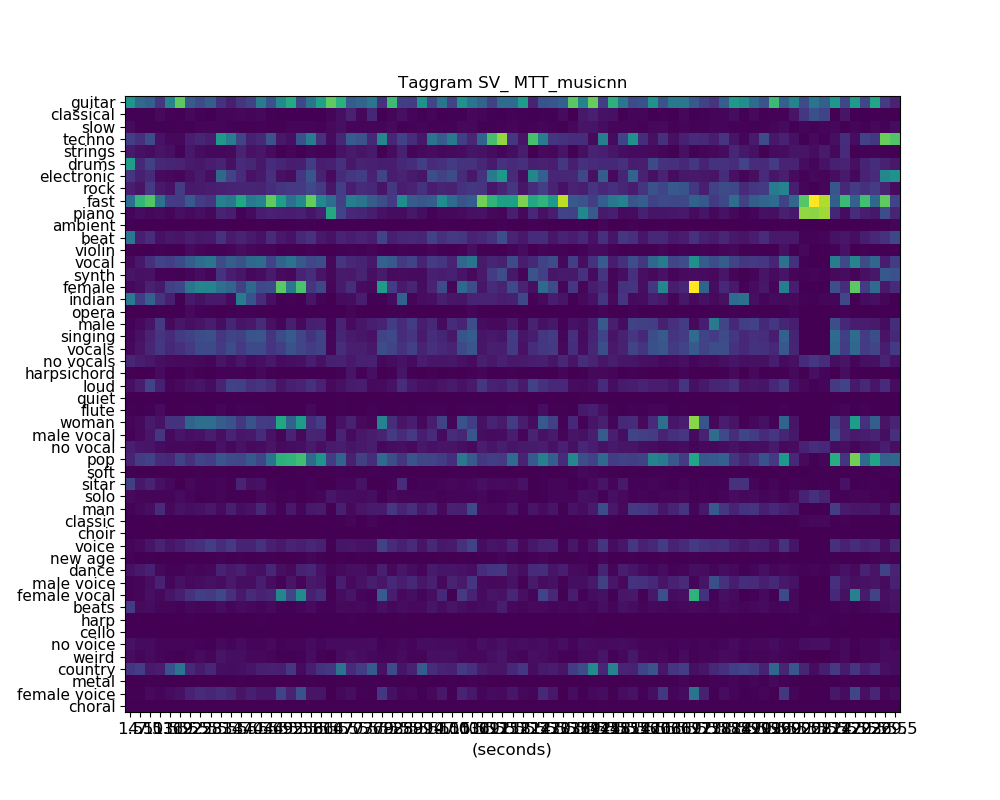 Taggram SV_ MTT_musicnn
guitar
classical
slow
techno
strings
drums
electronic
rock
fast
piano
ambient
beat
violin
vocal
synth
female
indian
opera
male
singing
vocals
no vocals
harpsichord
loud
quiet
flute
woman
male vocal
no vocal
pop
soft
sitar
solo
man
classic
choir
voice
new age
dance
male voice
female vocal
beats
harp
cello
no voice
weird
country
metal
female voice
choral
(seconds)